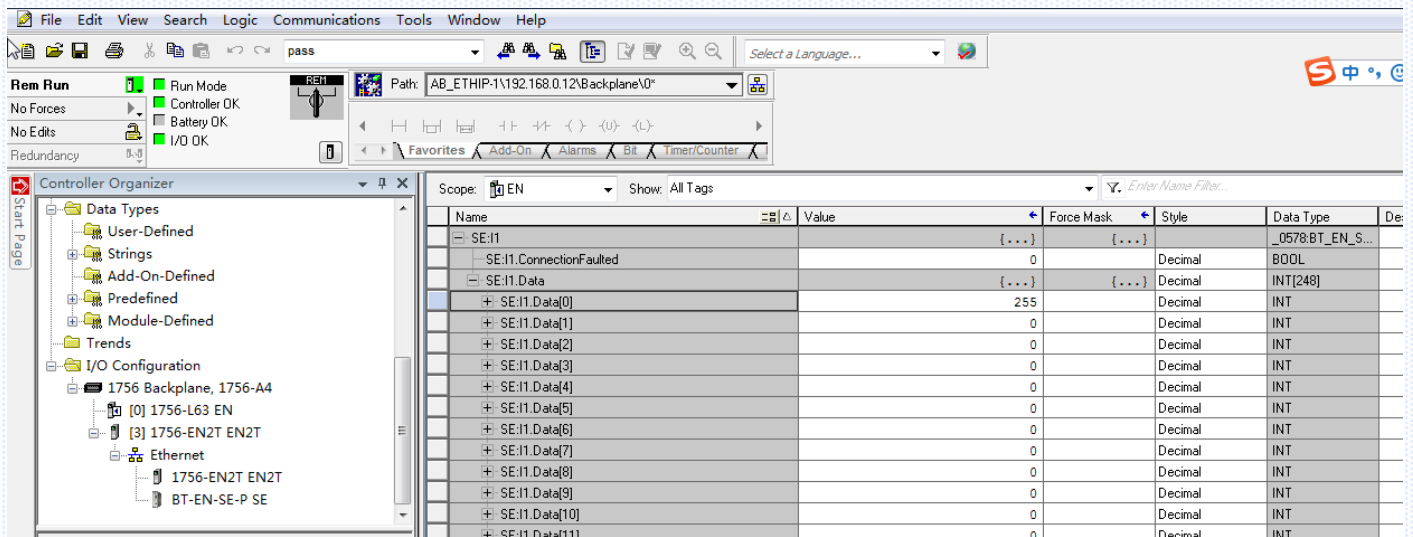 File Edit View Search Logic Communications Tools Window Help
pass
Select a Language...
Rem Run
No Forces
No Edits
Redundancy
Run Mode
Controller OK
Battery OK
I/O OK
REM
Path: AB_ETHIP-1\192.168.0.12\Backplane\0*
Favorites Add-On Alarms Bit Timer/Counter
S 中
Start Page
Controller Organizer
Data Types
User-Defined
Strings
Add-On-Defined
Predefined
Module-Defined
Trends
I/O Configuration
1756 Backplane, 1756-A4
[0] 1756-L63 EN
[3] 1756-EN2T EN2T
Ethernet
1756-EN2T EN2T
BT-EN-SE-P SE
Scope: EN Show: All Tags Enter Name Filter...
Name Value Force Mask Style Data Type De
SE:I1 {...} {...} _0578:BT_EN_S...
SE:I1.ConnectionFaulted 0 Decimal BOOL
SE:I1.Data {...} {...} Decimal INT[248]
SE:I1.Data[0] 255 Decimal INT
SE:I1.Data[1] 0 Decimal INT
SE:I1.Data[2] 0 Decimal INT
SE:I1.Data[3] 0 Decimal INT
SE:I1.Data[4] 0 Decimal INT
SE:I1.Data[5] 0 Decimal INT
SE:I1.Data[6] 0 Decimal INT
SE:I1.Data[7] 0 Decimal INT
SE:I1.Data[8] 0 Decimal INT
SE:I1.Data[9] 0 Decimal INT
SE:I1.Data[10] 0 Decimal INT
SE:I1.Data[11] 0 Decimal INT